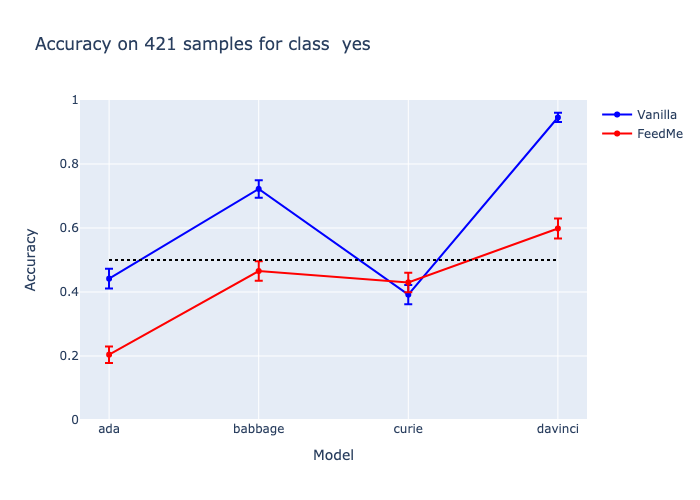 Accuracy on 421 samples for class  yes
Vanilla
FeedMe
1
0.8
0.6
0.4
0.2
0
Accuracy
ada
babbage
curie
davinci
Model